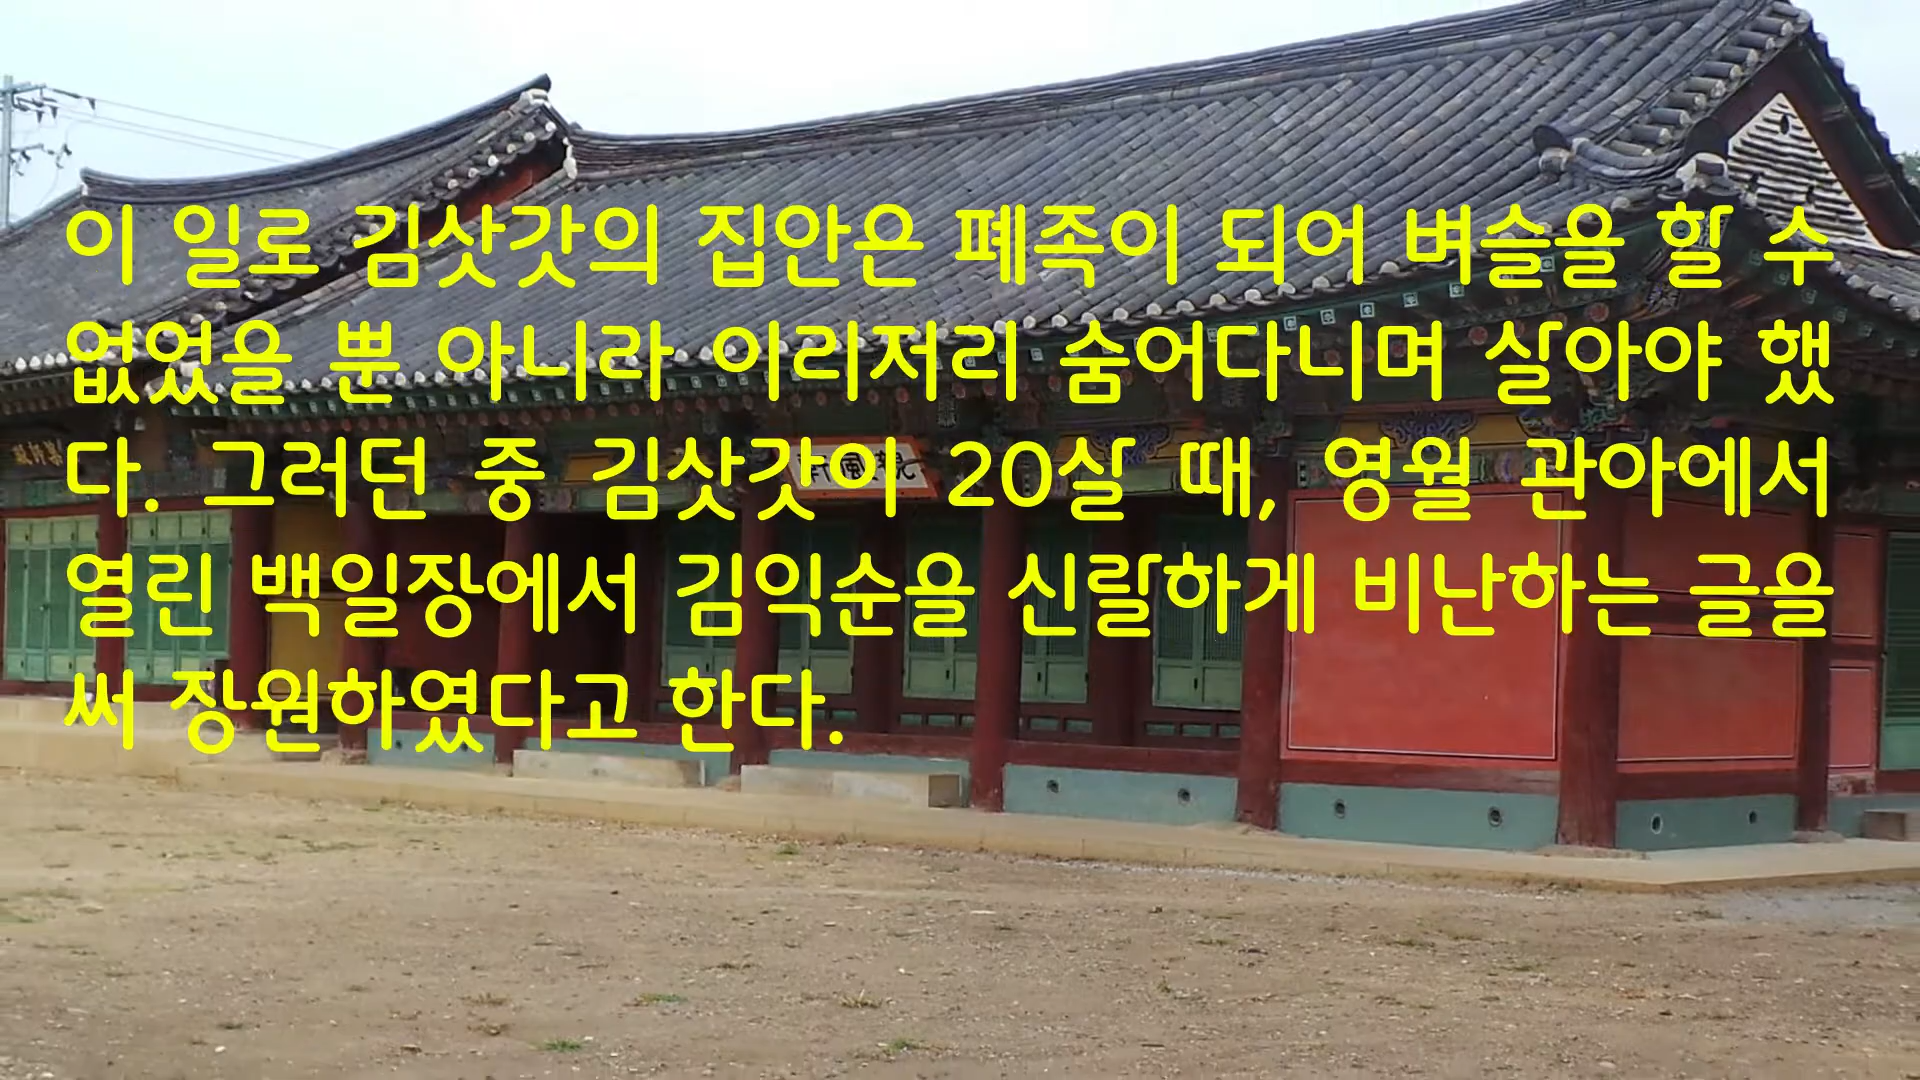 이 일로 김삿갓의 집안은 폐족이 되어 벼슬을 할 수
없었을 뿐 아니라 이리저리 숨어다니며 살아야 했
다. 그러던 중 김삿갓이 20살 때, 영월 관아에서
열린 백일장에서 김익순을 신랄하게 비난하는 글을
써 장원하였다고 한다.